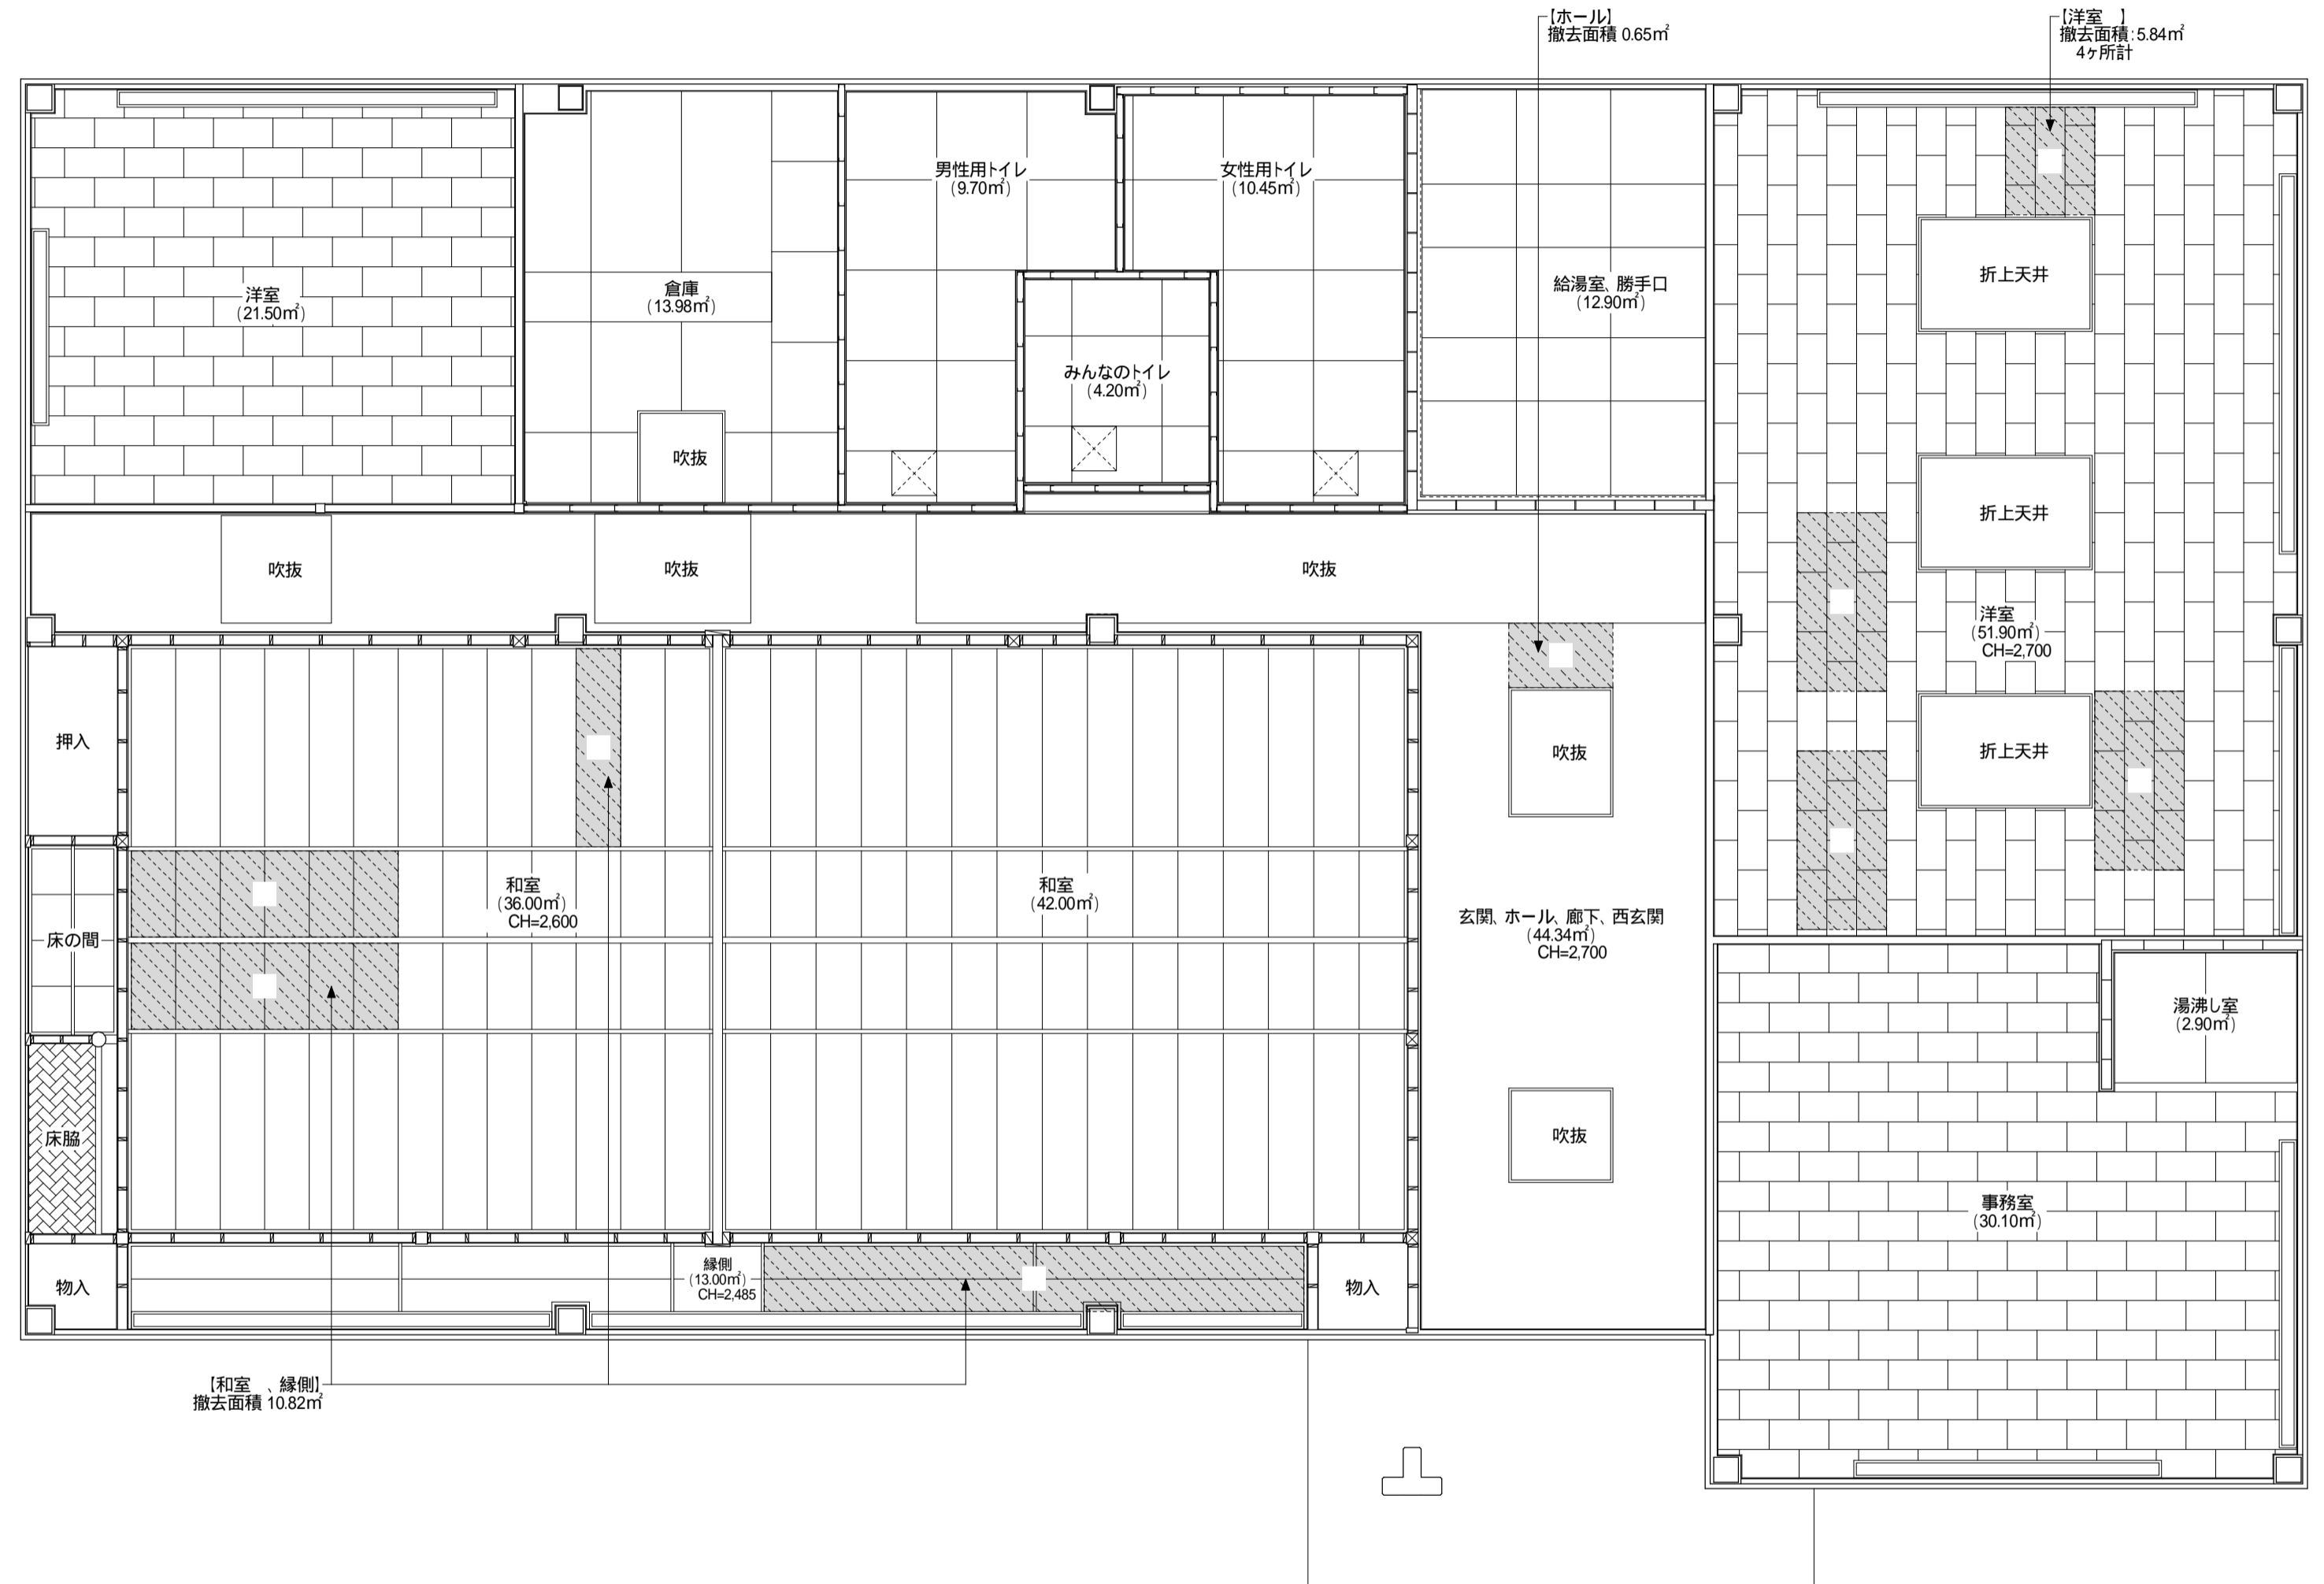 【ホール】
撤去面積 0.65㎡
【洋室　】
撤去面積:5.84㎡
4ヶ所計
男性用トイレ
(9.70㎡)
女性用トイレ
(10.45㎡)
洋室
(21.50㎡)
倉庫
(13.98㎡)
給湯室、勝手口
(12.90㎡)
折上天井
みんなのトイレ
(4.20㎡)
吹抜
折上天井
吹抜
吹抜
吹抜
洋室
(51.90㎡)
CH=2,700
押入
吹抜
折上天井
和室
(36.00㎡)
CH=2,600
和室
(42.00㎡)
床の間
玄関、ホール、廊下、西玄関
(44.34㎡)
CH=2,700
湯沸し室
(2.90㎡)
床脇
吹抜
事務室
(30.10㎡)
物入
縁側
(13.00㎡)
CH=2,485
物入
【和室　、縁側】
撤去面積 10.82㎡